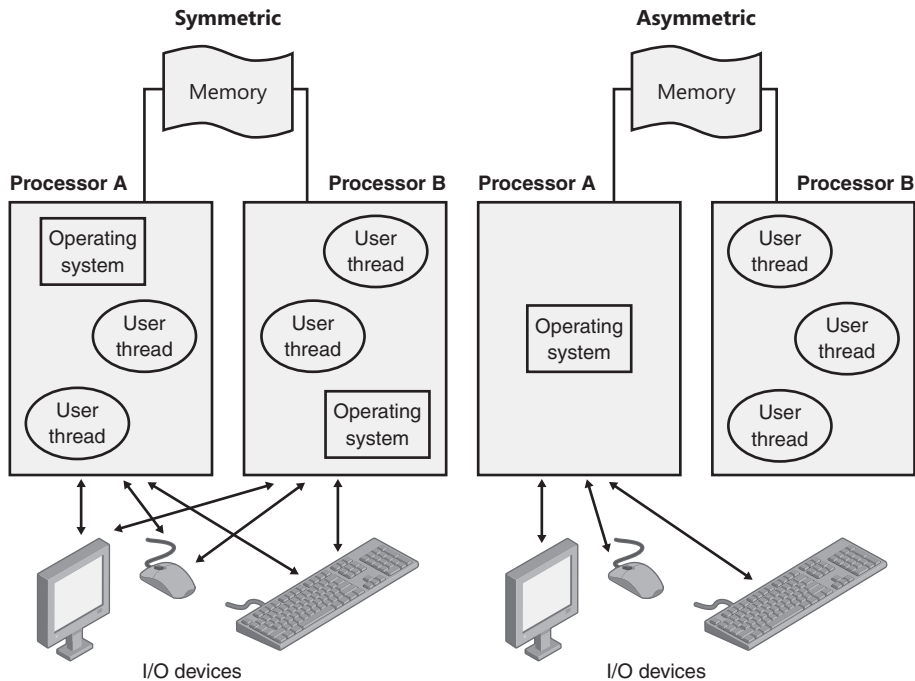 Symmetric
Memory
Processor A
Processor B
Operating
system
User
thread
User
thread
User
thread
User
thread
Operating
system
I/O devices
Asymmetric
Memory
Processor A
Processor B
Operating
system
User
thread
User
thread
User
thread
I/O devices